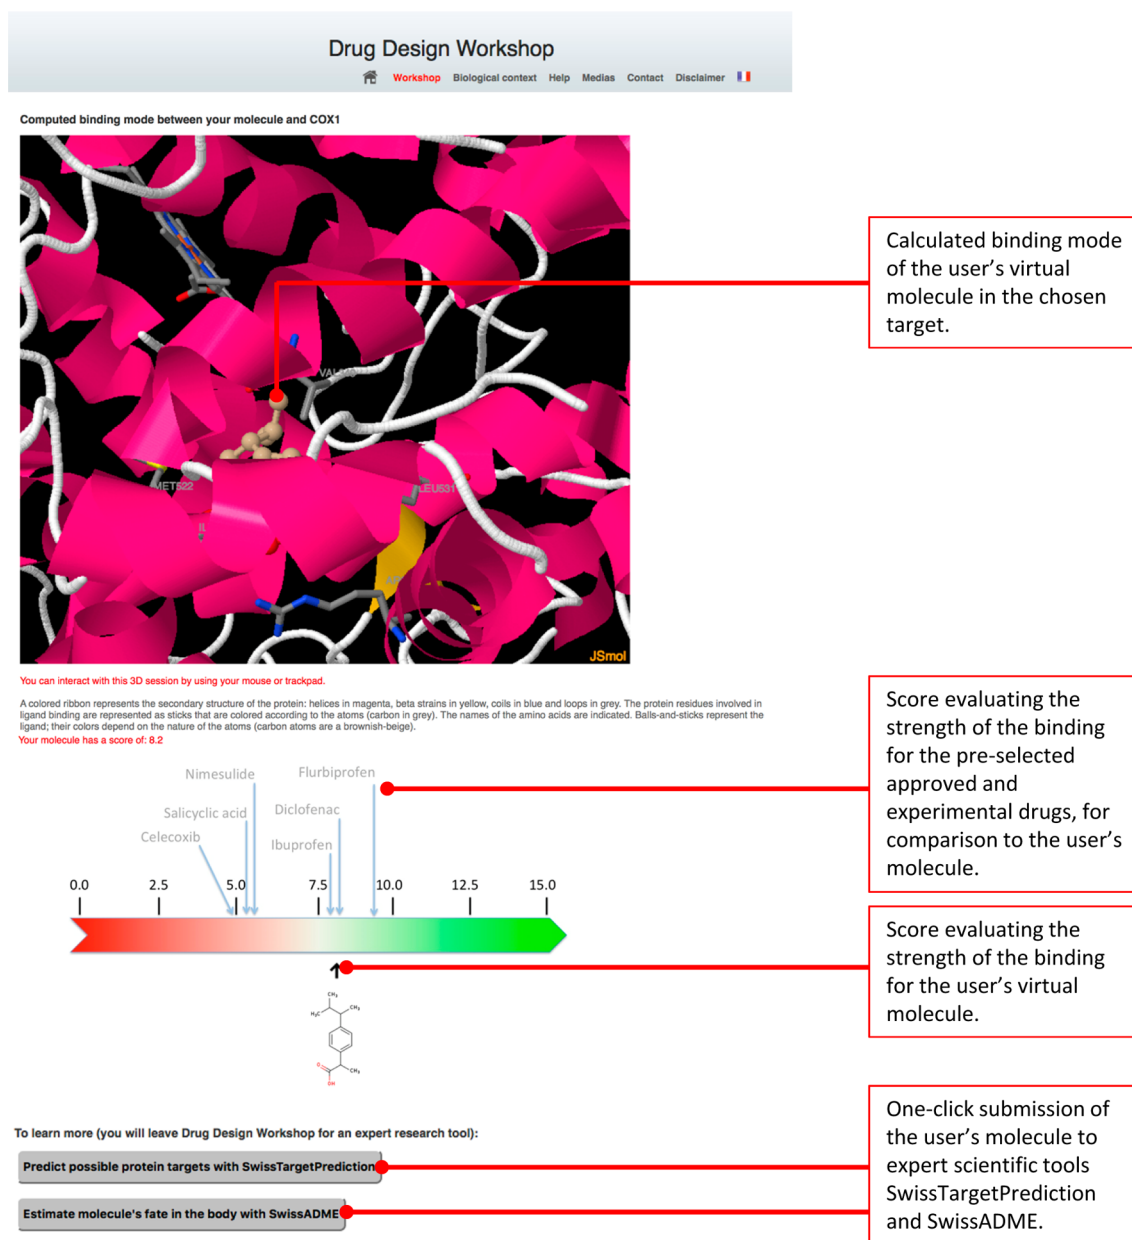 Drug Design Workshop
Workshop Biological context Help Medias Contact Disclaimer
Computed binding mode between your molecule and COX1
Calculated binding mode
of the user's virtual
molecule in the chosen
target.
MET522
LEU531
JSmol
You can interact with this 3D session by using your mouse or trackpad.
A colored ribbon represents the secondary structure of the protein: helices in magenta, beta strains in yellow, coils in blue and loops in grey. The protein residues involved in
ligand binding are represented as sticks that are colored according to the atoms (carbon in grey). The names of the amino acids are indicated. Balls-and-sticks represent the
ligand; their colors depend on the nature of the atoms (carbon atoms are a brownish-beige).
Your molecule has a score of: 8.2
Score evaluating the
strength of the binding
for the pre-selected
approved and
experimental drugs, for
comparison to the user's
molecule.
Nimesulide Flurbiprofen
Salicyclic acid Diclofenac
Celecoxib Ibuprofen
0.0 2.5 5.0 7.5 10.0 12.5 15.0
Score evaluating the
strength of the binding
for the user's virtual
molecule.
CH₃
H₃C CH₃
O CH₃
OH
To learn more (you will leave Drug Design Workshop for an expert research tool):
Predict possible protein targets with SwissTargetPrediction
Estimate molecule's fate in the body with SwissADME
One-click submission of
the user's molecule to
expert scientific tools
SwissTargetPrediction
and SwissADME.